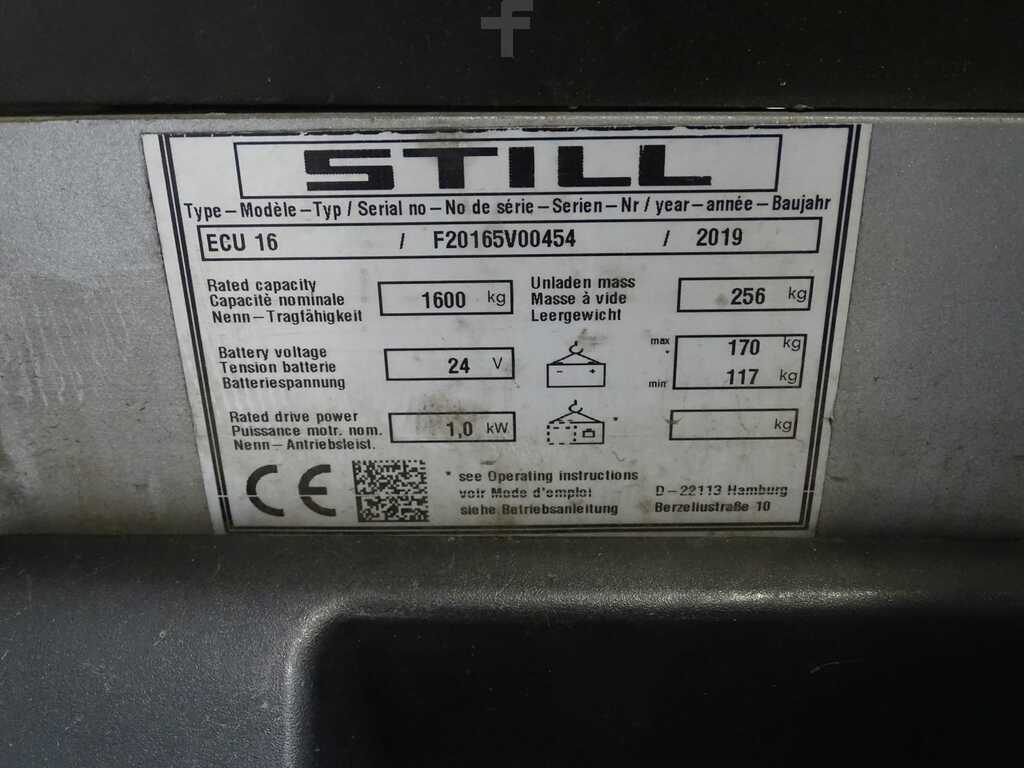 f
STILL
Type – Modèle – Typ / Serial no – No de série – Serien – Nr / year – année – Baujahr
ECU 16 / F20165V00454 / 2019
Rated capacity
Capacitè nominale
Nenn – Tragfähigkeit
1600 kg
Unladen mass
Masse à vide
Leergewicht
256 kg
Battery voltage
Tension batterie
Batteriespannung
24 V
- +
max * 170 kg
min 117 kg
Rated drive power
Puissance motr. nom.
Nenn – Antriebsleist.
1,0 kW
*
kg
CE
* see Operating instructions
voir Mode d'emploi
siehe Betriebsanleitung
D – 22113 Hamburg
Berzeliustraße 10